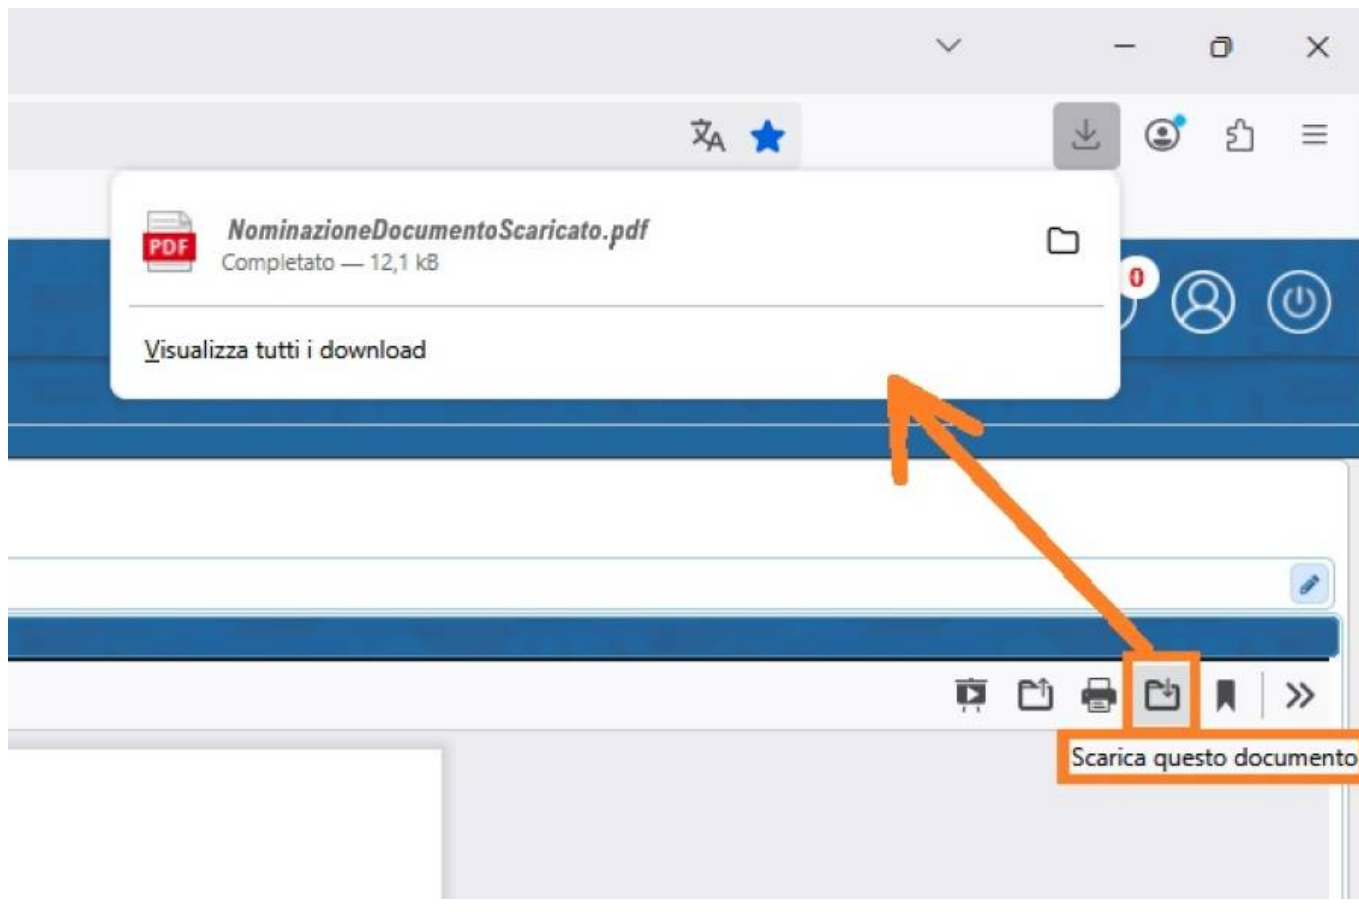 NominazioneDocumentoScaricato.pdf
PDF
Completato — 12,1 kB
0
Visualizza tutti i download
Scarica questo documento